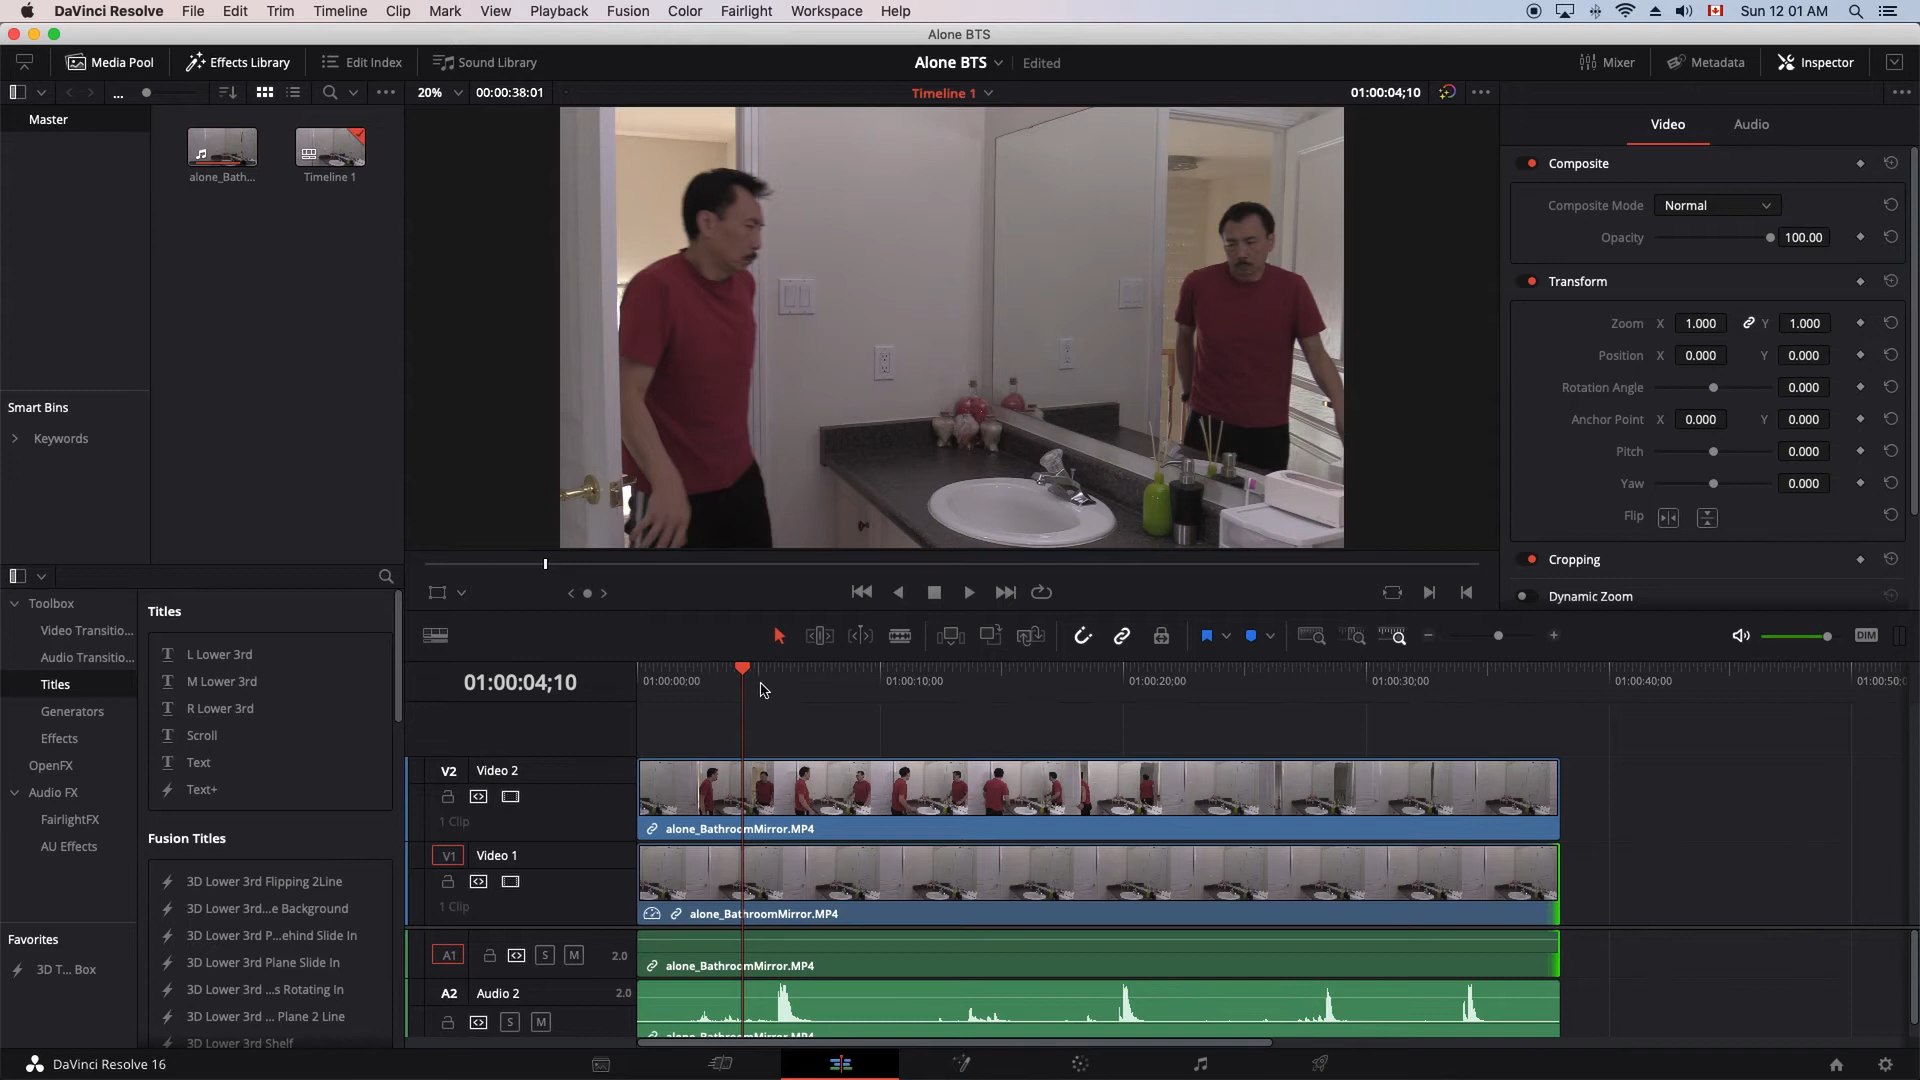 DaVinci Resolve File Edit Trim Timeline Clip Mark View Playback Fusion Color Fairlight Workspace Help Sun 12 01 AM
Alone BTS
Media Pool Effects Library Edit Index Sound Library Alone BTS Edited Mixer Metadata Inspector
... 20% 00:00:38:01 Timeline 1 01:00:04;10
Master
alone_Bath... Timeline 1
Video Audio
Composite
Composite Mode Normal
Opacity 100.00
Transform
Zoom X 1.000 Y 1.000
Position X 0.000 Y 0.000
Rotation Angle 0.000
Anchor Point X 0.000 Y 0.000
Pitch 0.000
Yaw 0.000
Flip
Cropping
Dynamic Zoom
Smart Bins
Keywords
Toolbox
Video Transitio...
Audio Transitio...
Titles
Generators
Effects
OpenFX
Audio FX
FairlightFX
AU Effects
Favorites
3D T... Box
Titles
L Lower 3rd
M Lower 3rd
R Lower 3rd
Scroll
Text
Text+
Fusion Titles
3D Lower 3rd Flipping 2Line
3D Lower 3rd...e Background
3D Lower 3rd P...ehind Slide In
3D Lower 3rd Plane Slide In
3D Lower 3rd ...s Rotating In
3D Lower 3rd ... Plane 2 Line
3D Lower 3rd Shelf
DIM
01:00:04;10 01:00:00;00 01:00:10;00 01:00:20;00 01:00:30;00 01:00:40;00 01:00:50;
V2 Video 2
1 Clip
alone_BathroomMirror.MP4
V1 Video 1
1 Clip
alone_BathroomMirror.MP4
A1 S M 2.0
alone_BathroomMirror.MP4
A2 Audio 2 2.0
S M
alone_BathroomMirror.MP4
DaVinci Resolve 16